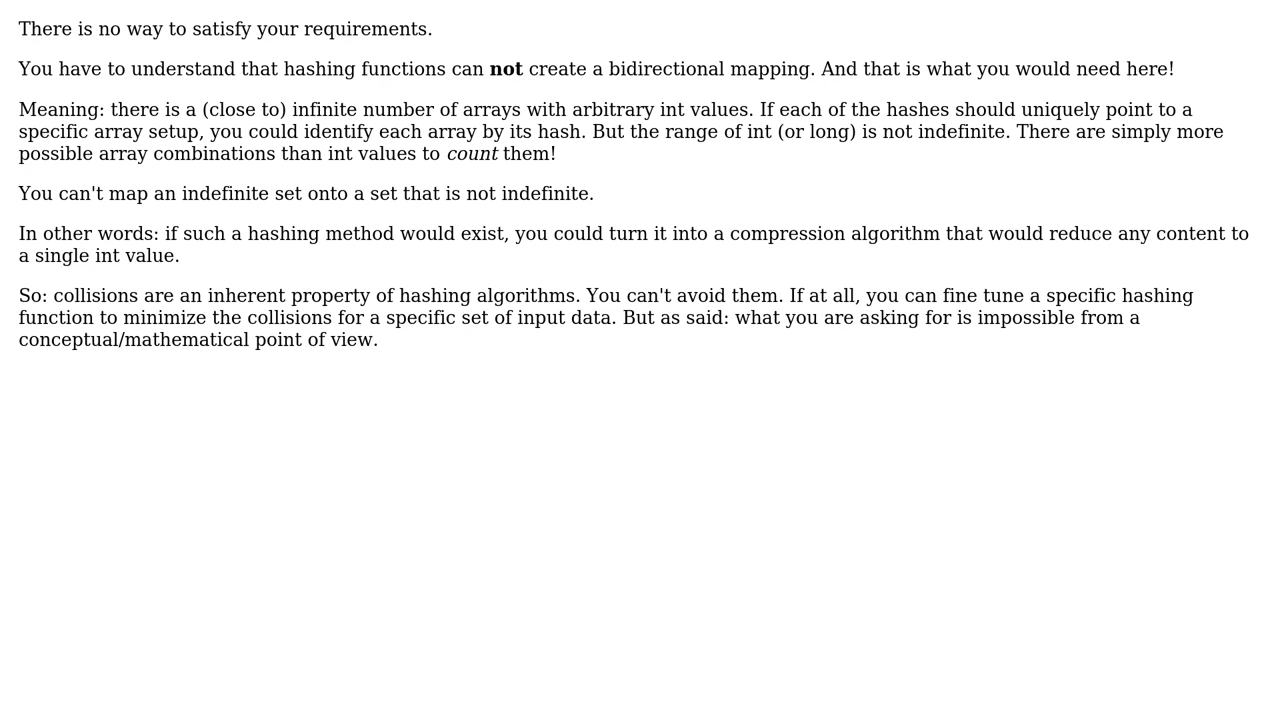 There is no way to satisfy your requirements.
You have to understand that hashing functions can not create a bidirectional mapping. And that is what you would need here!
Meaning: there is a (close to) infinite number of arrays with arbitrary int values. If each of the hashes should uniquely point to a
specific array setup, you could identify each array by its hash. But the range of int (or long) is not indefinite. There are simply more
possible array combinations than int values to count them!
You can't map an indefinite set onto a set that is not indefinite.
In other words: if such a hashing method would exist, you could turn it into a compression algorithm that would reduce any content to
a single int value.
So: collisions are an inherent property of hashing algorithms. You can't avoid them. If at all, you can fine tune a specific hashing
function to minimize the collisions for a specific set of input data. But as said: what you are asking for is impossible from a
conceptual/mathematical point of view.